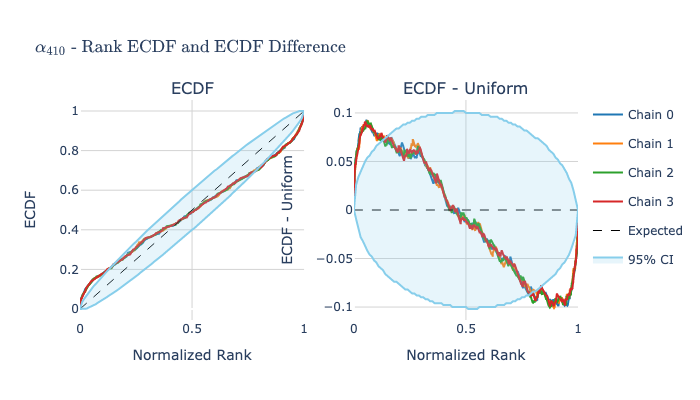 α₄₁₀ - Rank ECDF and ECDF Difference
ECDF
ECDF - Uniform
1
0.8
0.6
0.4
0.2
0
ECDF
0
0.5
1
Normalized Rank
0.1
0.05
0
−0.05
−0.1
ECDF - Uniform
0
0.5
1
Normalized Rank
Chain 0
Chain 1
Chain 2
Chain 3
Expected
95% CI